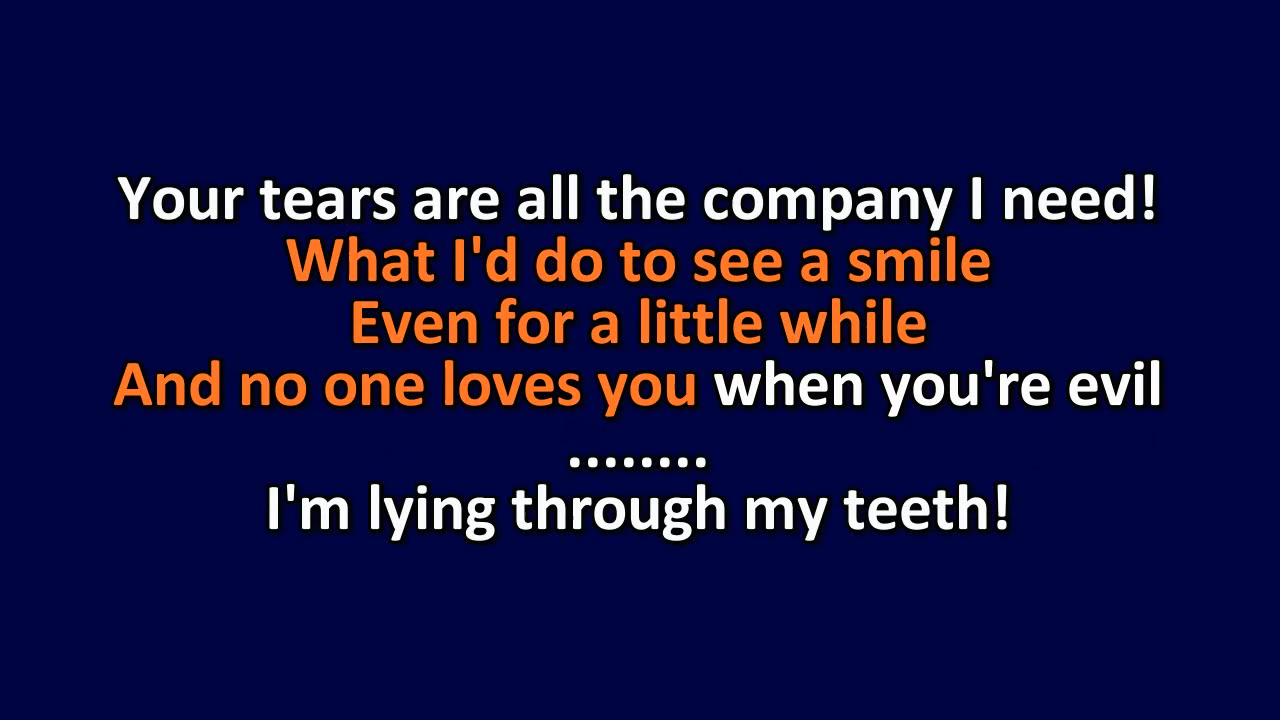 Your tears are all the company I need!
What I'd do to see a smile
Even for a little while
And no one loves you when you're evil
........
I'm lying through my teeth!